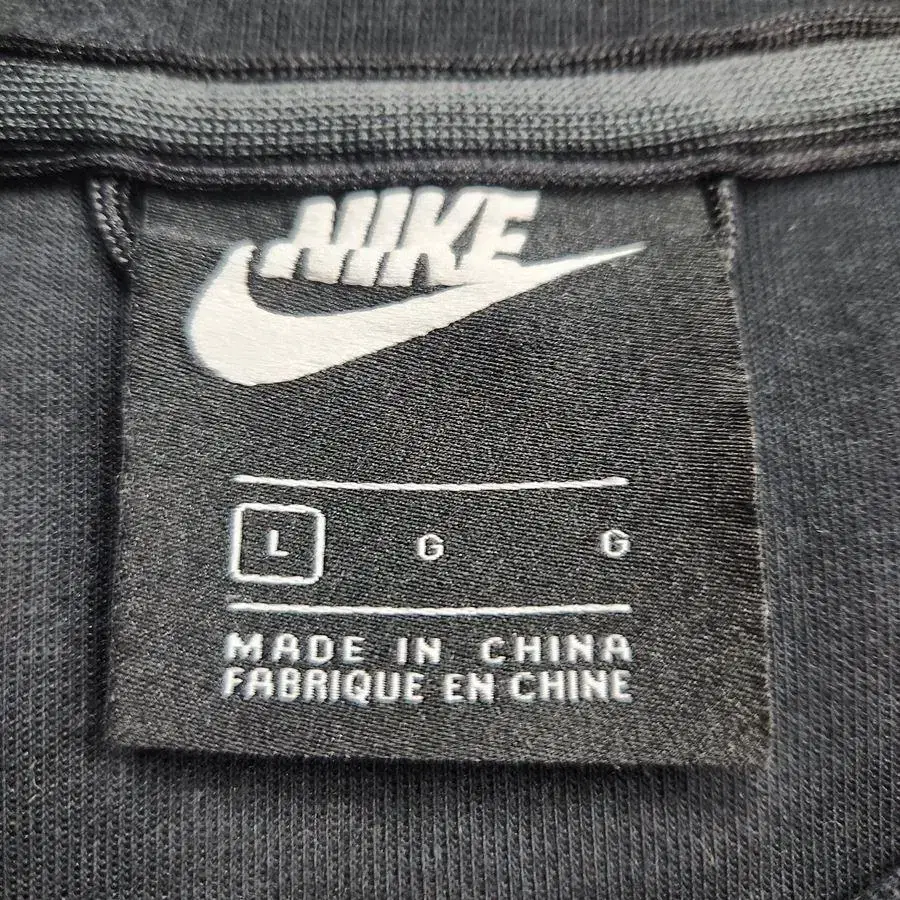 NIKE
L G G
MADE IN CHINA
FABRIQUE EN CHINE